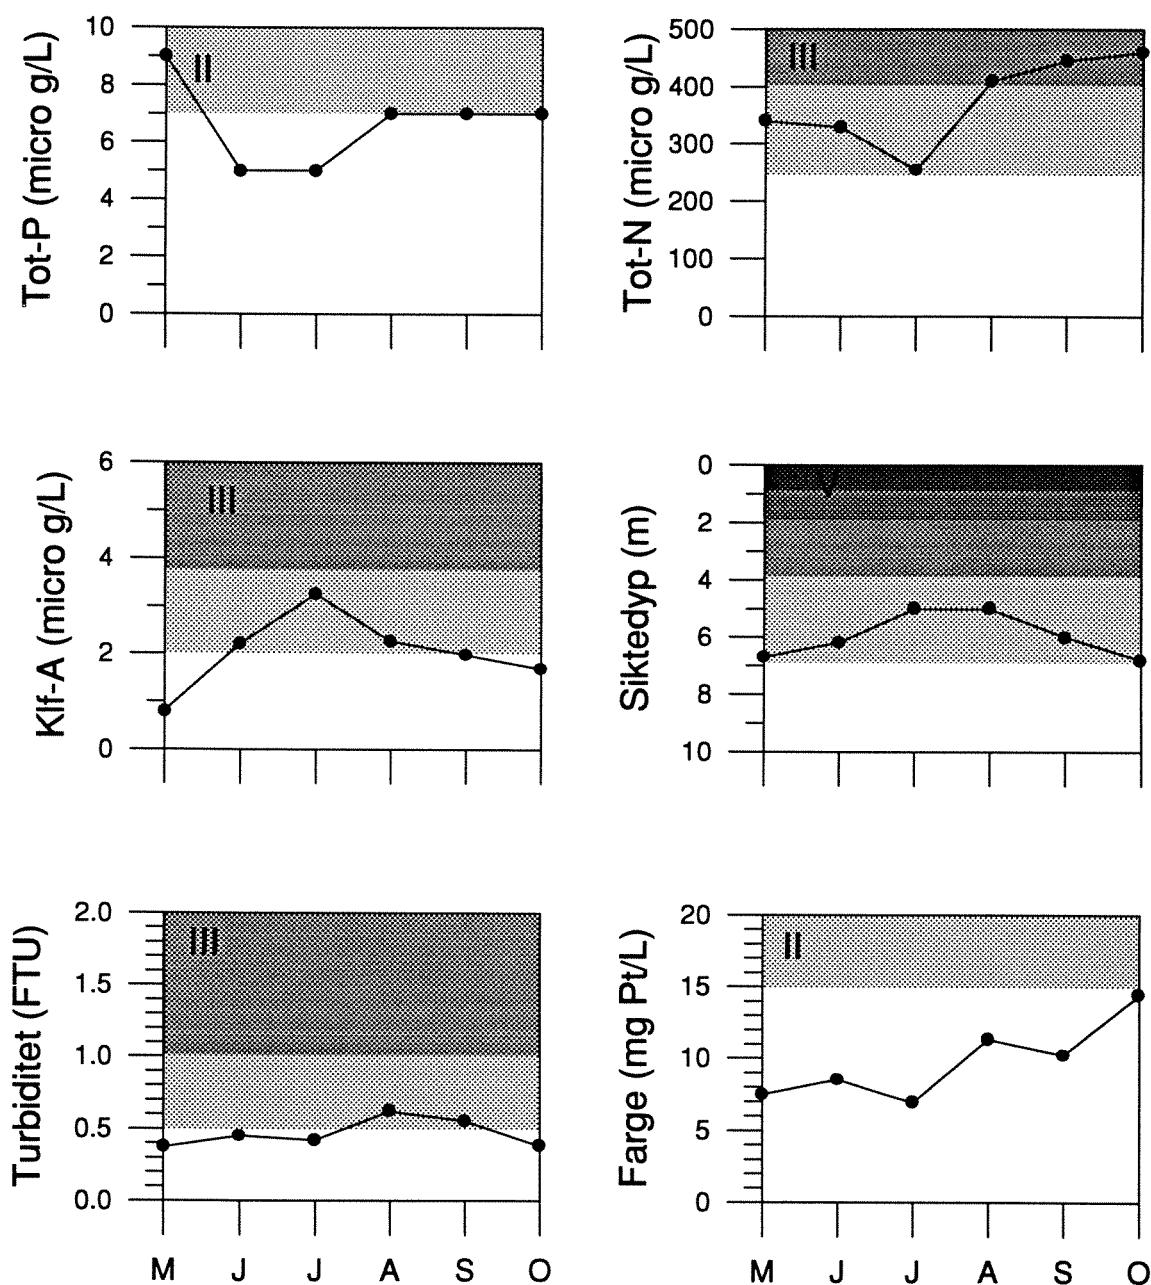 Tot-P (micro g/L)
10
8
6
4
2
0
II
Tot-N (micro g/L)
500
400
300
200
100
0
III
Klf-A (micro g/L)
6
4
2
0
III
Siktedyp (m)
0
2
4
6
8
10
V
Turbiditet (FTU)
2.0
1.5
1.0
0.5
0.0
III
M J J A S O
Farge (mg Pt/L)
20
15
10
5
0
II
M J J A S O